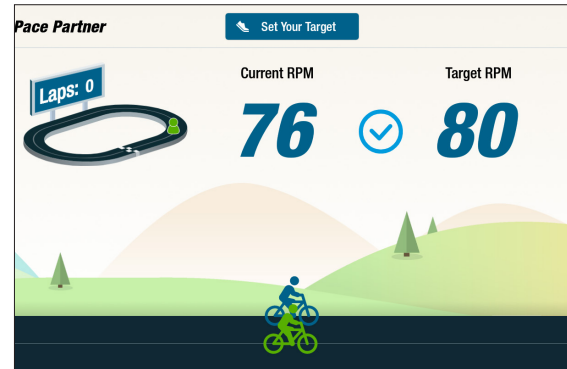 Pace Partner
Set Your Target
Laps: 0
Current RPM
Target RPM
76
80